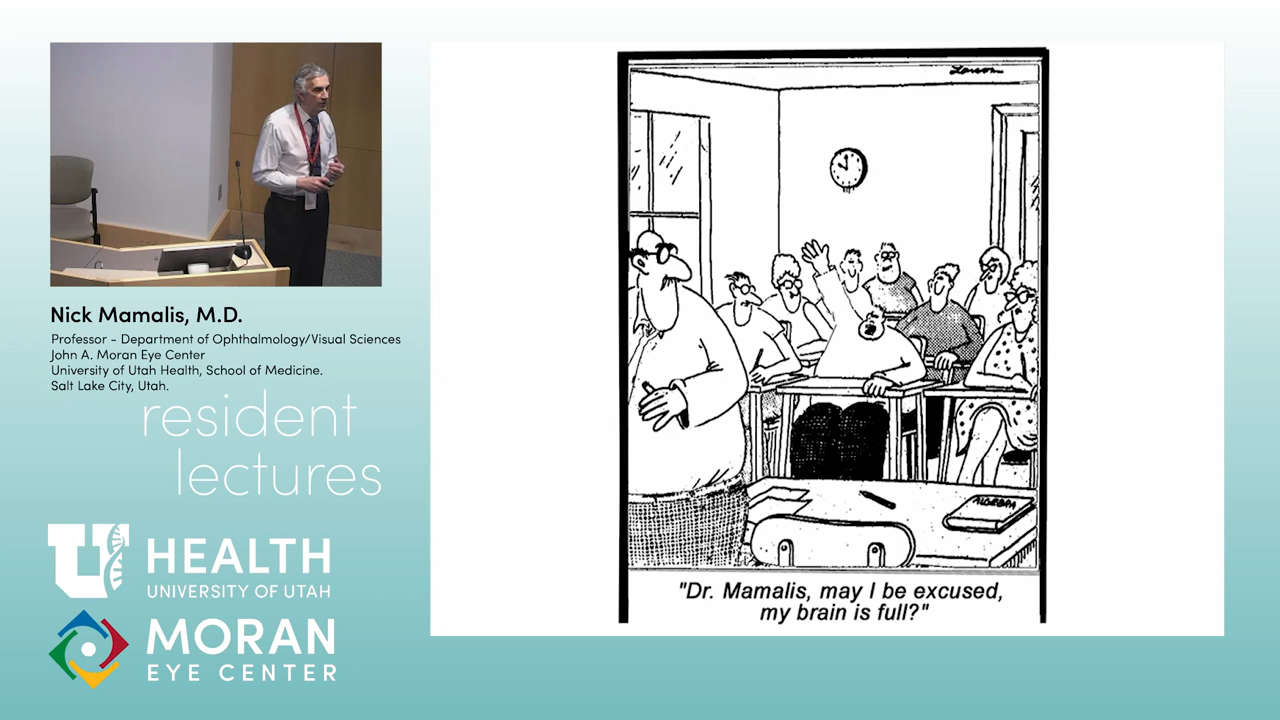 Nick Mamalis, M.D.
Professor - Department of Ophthalmology/Visual Sciences
John A. Moran Eye Center
University of Utah Health, School of Medicine.
Salt Lake City, Utah.
resident
lectures
U HEALTH
UNIVERSITY OF UTAH
MORAN
EYE CENTER
Larson
ALGEBRA
"Dr. Mamalis, may I be excused,
my brain is full?"